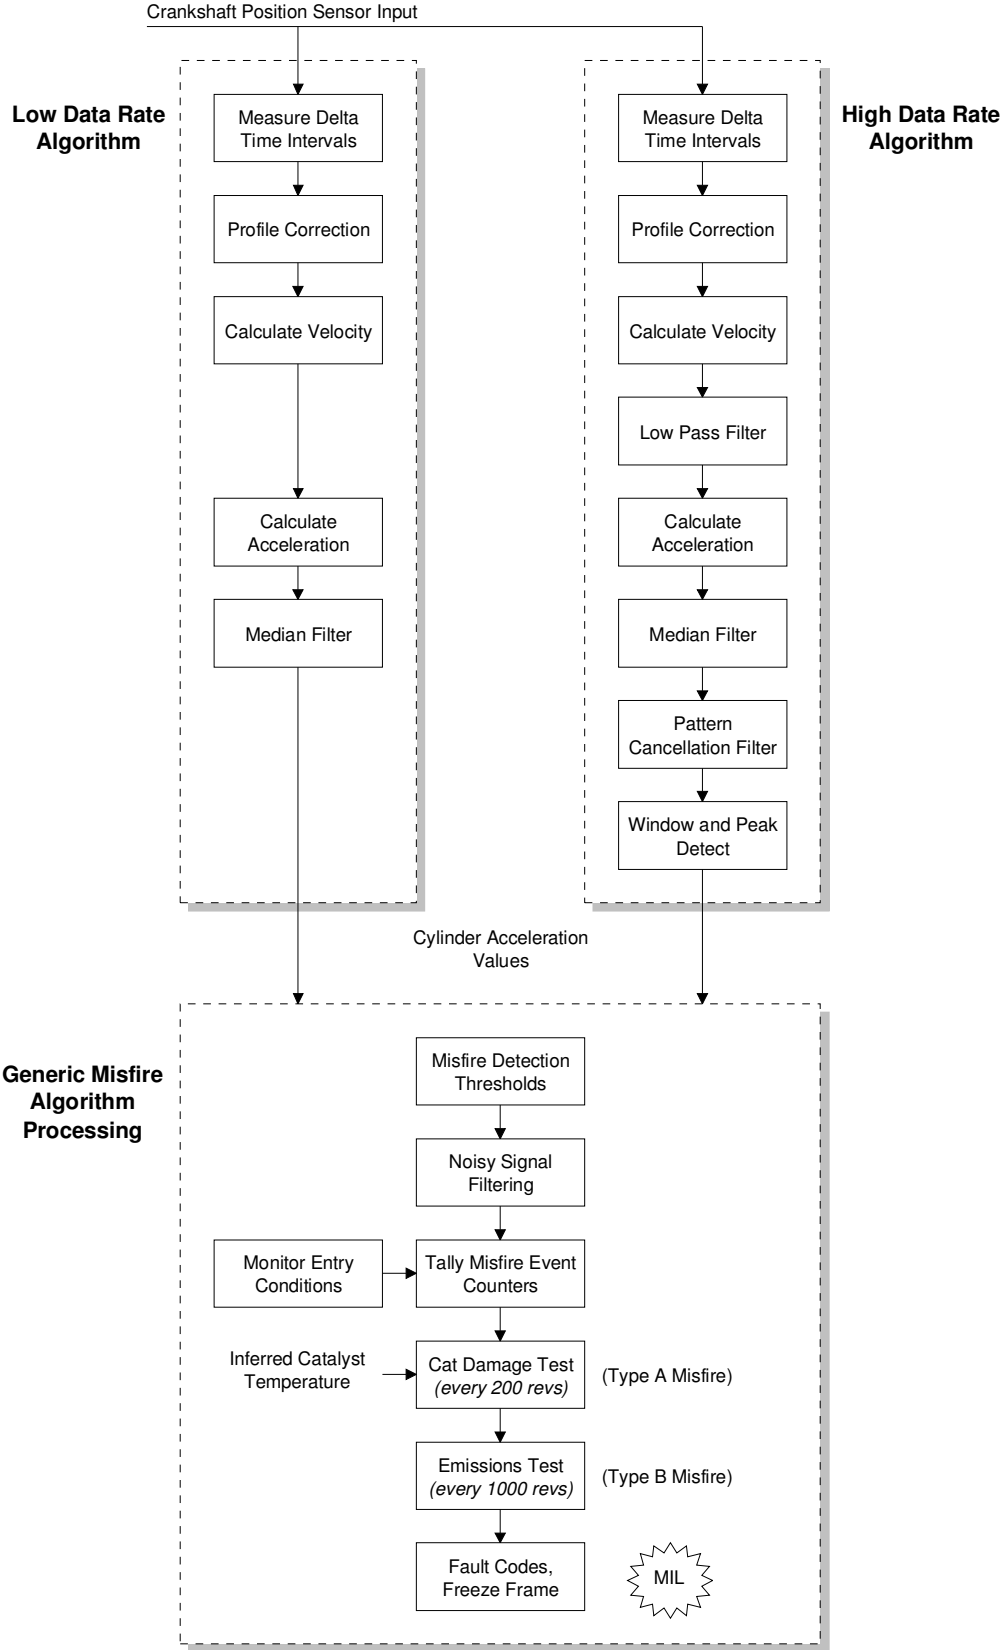 Crankshaft Position Sensor Input
Low Data Rate
Algorithm
High Data Rate
Algorithm
Measure Delta
Time Intervals
Profile Correction
Calculate Velocity
Calculate
Acceleration
Median Filter
Measure Delta
Time Intervals
Profile Correction
Calculate Velocity
Low Pass Filter
Calculate
Acceleration
Median Filter
Pattern
Cancellation Filter
Window and Peak
Detect
Cylinder Acceleration
Values
Generic Misfire
Algorithm
Processing
Misfire Detection
Thresholds
Noisy Signal
Filtering
Monitor Entry
Conditions
Tally Misfire Event
Counters
Inferred Catalyst
Temperature
Cat Damage Test
(every 200 revs)
(Type A Misfire)
Emissions Test
(every 1000 revs)
(Type B Misfire)
Fault Codes,
Freeze Frame
MIL